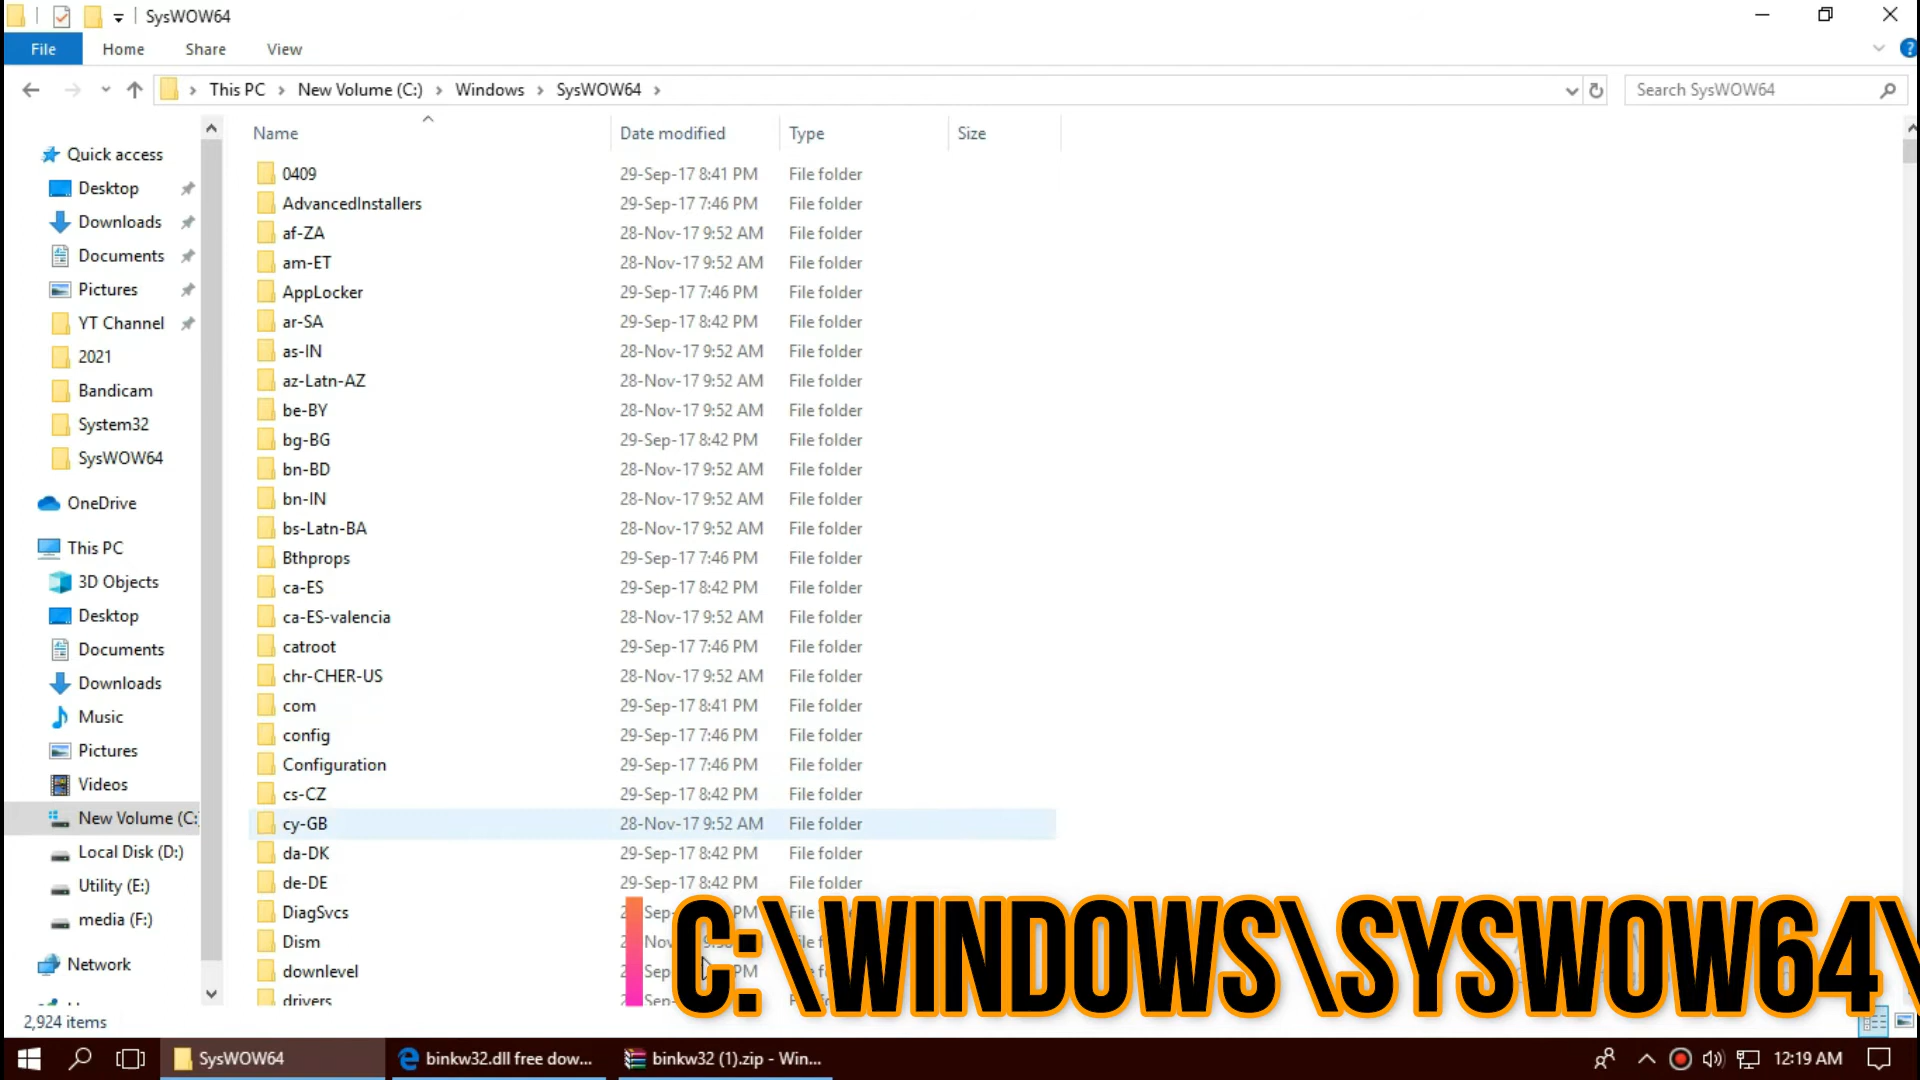 SysWOW64
File Home Share View
This PC New Volume (C:) Windows SysWOW64
Search SysWOW64
Name Date modified Type Size
Quick access
Desktop
Downloads
Documents
Pictures
YT Channel
2021
Bandicam
System32
SysWOW64
OneDrive
This PC
3D Objects
Desktop
Documents
Downloads
Music
Pictures
Videos
New Volume (C:
Local Disk (D:)
Utility (E:)
media (F:)
Network
0409 29-Sep-17 8:41 PM File folder
AdvancedInstallers 29-Sep-17 7:46 PM File folder
af-ZA 28-Nov-17 9:52 AM File folder
am-ET 28-Nov-17 9:52 AM File folder
AppLocker 29-Sep-17 7:46 PM File folder
ar-SA 29-Sep-17 8:42 PM File folder
as-IN 28-Nov-17 9:52 AM File folder
az-Latn-AZ 28-Nov-17 9:52 AM File folder
be-BY 28-Nov-17 9:52 AM File folder
bg-BG 29-Sep-17 8:42 PM File folder
bn-BD 28-Nov-17 9:52 AM File folder
bn-IN 28-Nov-17 9:52 AM File folder
bs-Latn-BA 28-Nov-17 9:52 AM File folder
Bthprops 29-Sep-17 7:46 PM File folder
ca-ES 29-Sep-17 8:42 PM File folder
ca-ES-valencia 28-Nov-17 9:52 AM File folder
catroot 29-Sep-17 7:46 PM File folder
chr-CHER-US 28-Nov-17 9:52 AM File folder
com 29-Sep-17 8:41 PM File folder
config 29-Sep-17 7:46 PM File folder
Configuration 29-Sep-17 7:46 PM File folder
cs-CZ 29-Sep-17 8:42 PM File folder
cy-GB 28-Nov-17 9:52 AM File folder
da-DK 29-Sep-17 8:42 PM File folder
de-DE 29-Sep-17 8:42 PM File folder
DiagSvcs
Dism
downlevel
drivers
C:\WINDOWS\SYSWOW64\
2,924 items
SysWOW64 binkw32.dll free dow... binkw32 (1).zip - Win... 12:19 AM